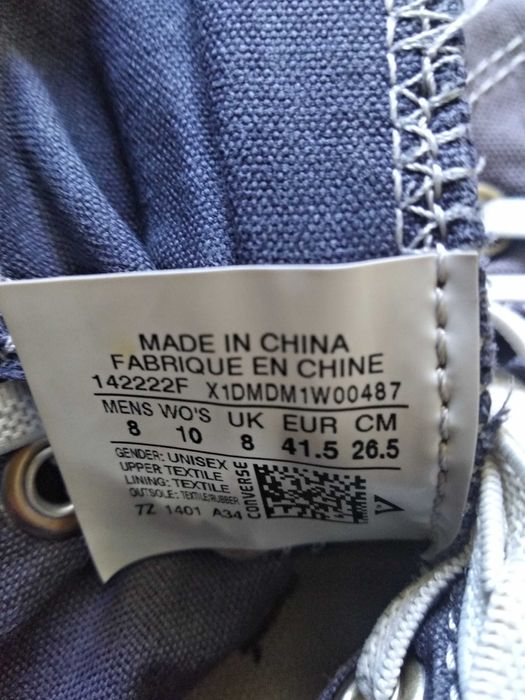 MADE IN CHINA
FABRIQUE EN CHINE
142222F X1DMDM1W00487
MENS WO'S UK EUR CM
8 10 8 41.5 26.5
GENDER: UNISEX
UPPER TEXTILE
LINING: TEXTILE
OUTSOLE: TEXTILE/RUBBER
7Z 1401 A34
CONVERSE